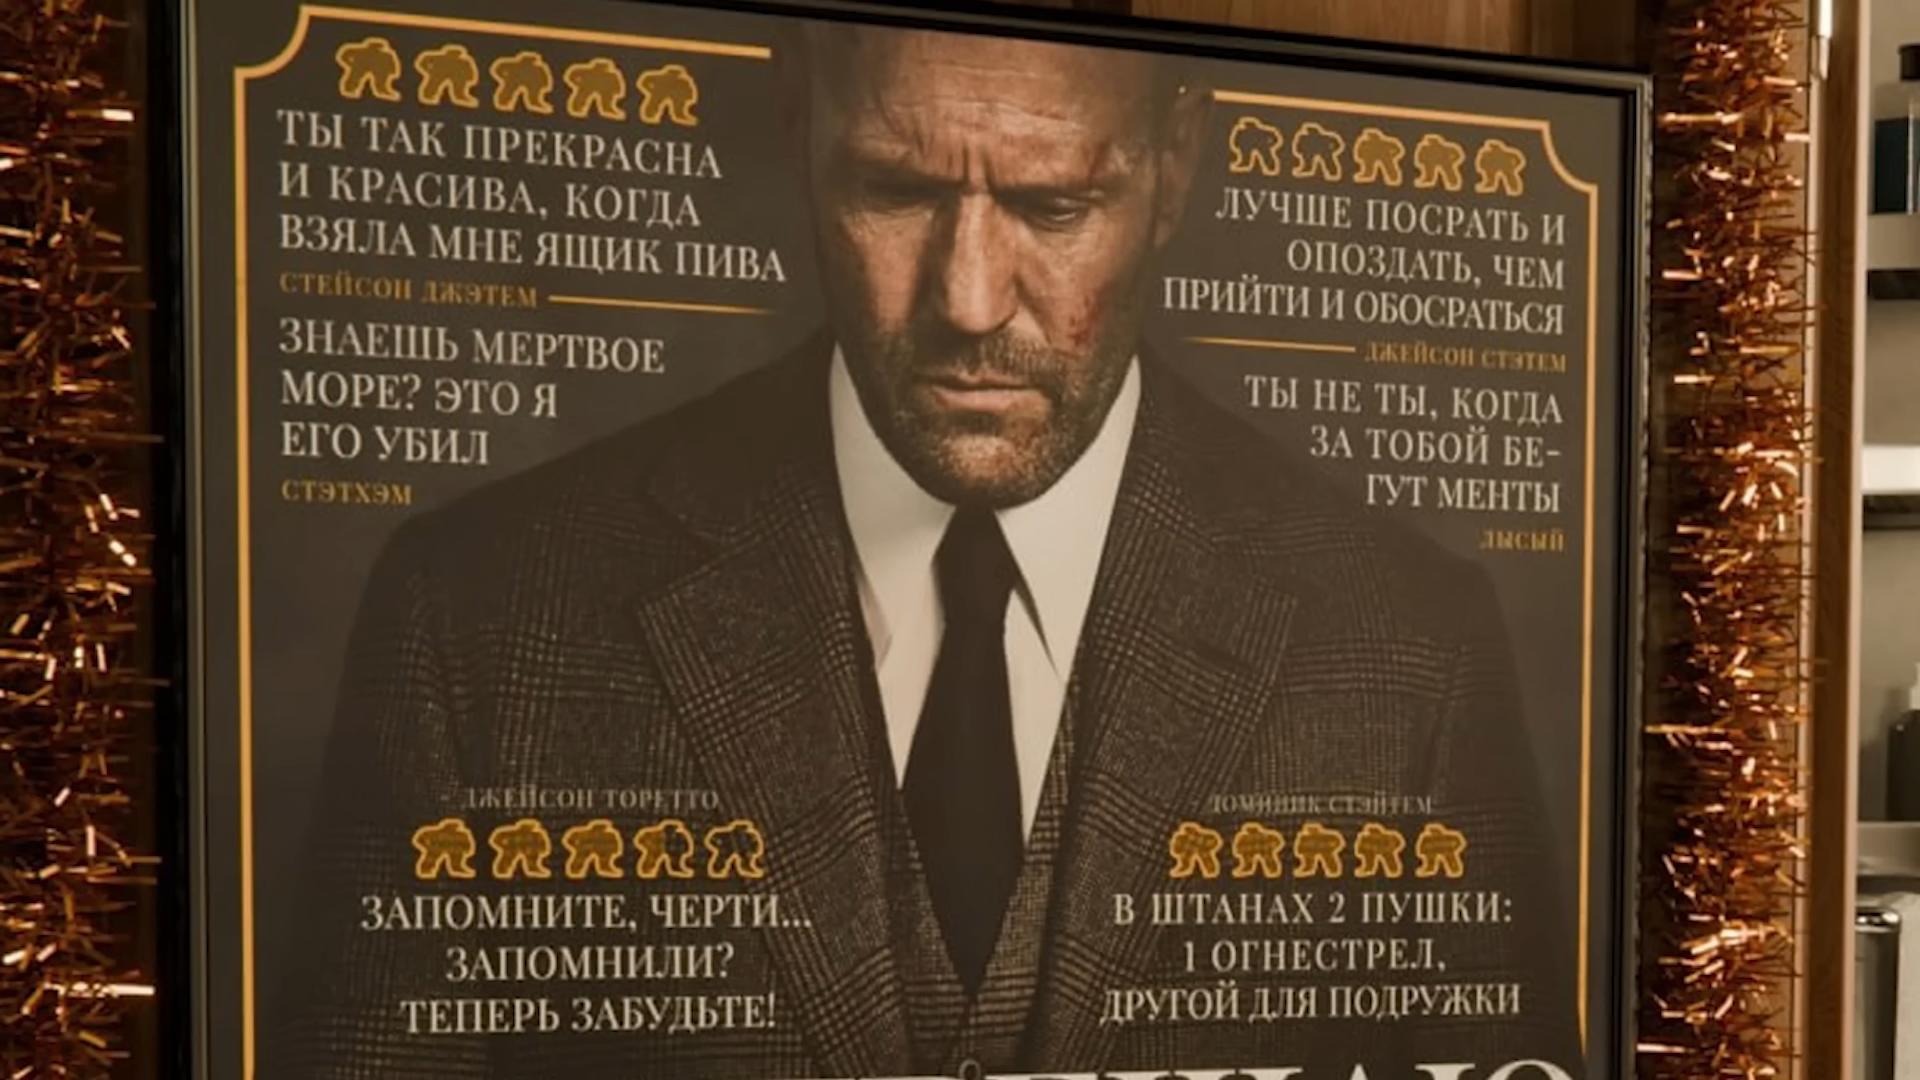 ТЫ ТАК ПРЕКРАСНА
И КРАСИВА, КОГДА
ВЗЯЛА МНЕ ЯЩИК ПИВА
СТЕЙСОН ДЖЭТЕМ
ЗНАЕШЬ МЕРТВОЕ
МОРЕ? ЭТО Я
ЕГО УБИЛ
СТЭТХЭМ
ЛУЧШЕ ПОСРАТЬ И
ОПОЗДАТЬ, ЧЕМ
ПРИЙТИ И ОБОСРАТЬСЯ
ДЖЕЙСОН СТЭТЕМ
ТЫ НЕ ТЫ, КОГДА
ЗА ТОБОЙ БЕ-
ГУТ МЕНТЫ
ЛЫСЫЙ
- ДЖЕЙСОН ТОРЕТТО
ЗАПОМНИТЕ, ЧЕРТИ...
ЗАПОМНИЛИ?
ТЕПЕРЬ ЗАБУДЬТЕ!
ДОМИНИК СТЭЙТЕМ
В ШТАНАХ 2 ПУШКИ:
1 ОГНЕСТРЕЛ,
ДРУГОЙ ДЛЯ ПОДРУЖКИ